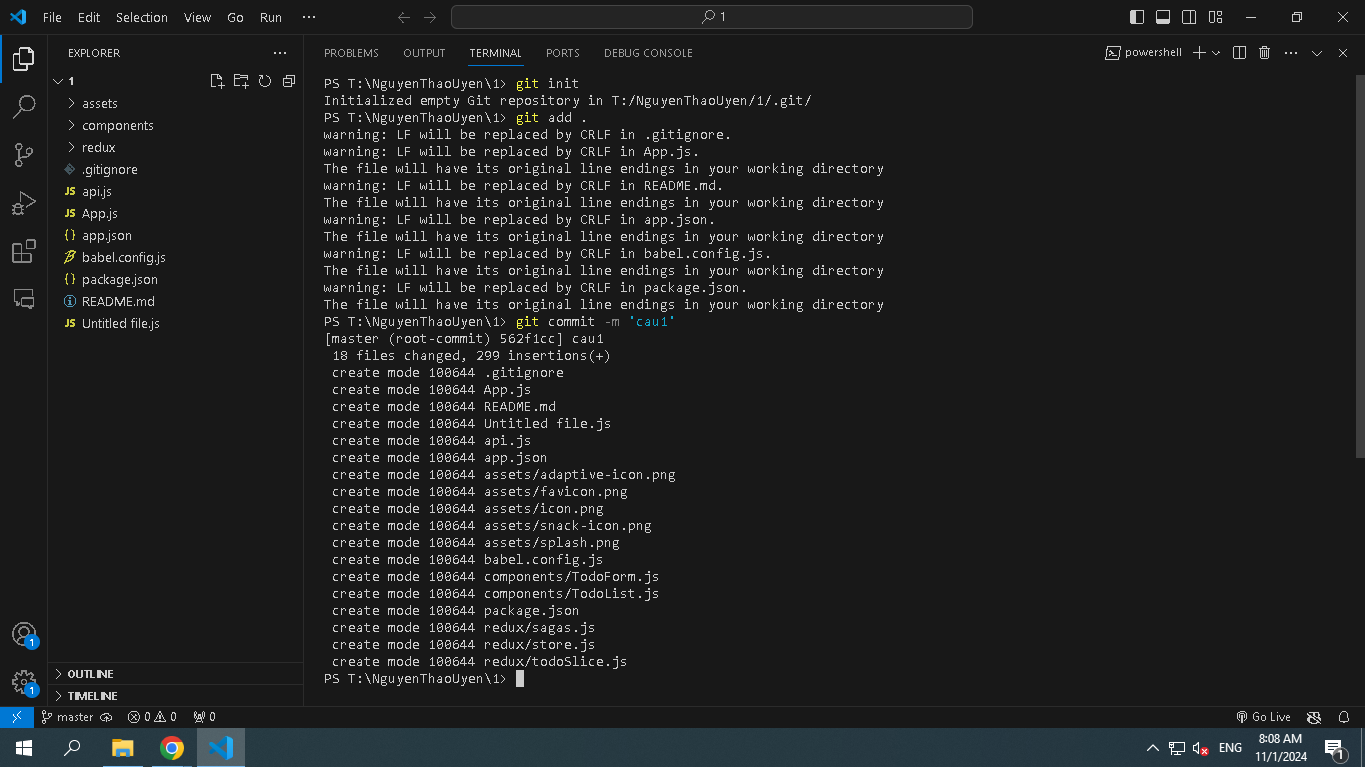 File Edit Selection View Go Run ···
1
EXPLORER ···
1
assets
components
redux
.gitignore
JS api.js
JS App.js
{} app.json
babel.config.js
{} package.json
README.md
JS Untitled file.js
OUTLINE
TIMELINE
PROBLEMS OUTPUT TERMINAL PORTS DEBUG CONSOLE
powershell
PS T:\NguyenThaoUyen\1> git init
Initialized empty Git repository in T:/NguyenThaoUyen/1/.git/
PS T:\NguyenThaoUyen\1> git add .
warning: LF will be replaced by CRLF in .gitignore.
warning: LF will be replaced by CRLF in App.js.
The file will have its original line endings in your working directory
warning: LF will be replaced by CRLF in README.md.
The file will have its original line endings in your working directory
warning: LF will be replaced by CRLF in app.json.
The file will have its original line endings in your working directory
warning: LF will be replaced by CRLF in babel.config.js.
The file will have its original line endings in your working directory
warning: LF will be replaced by CRLF in package.json.
The file will have its original line endings in your working directory
PS T:\NguyenThaoUyen\1> git commit -m "cau1"
[master (root-commit) 562f1cc] cau1
18 files changed, 299 insertions(+)
create mode 100644 .gitignore
create mode 100644 App.js
create mode 100644 README.md
create mode 100644 Untitled file.js
create mode 100644 api.js
create mode 100644 app.json
create mode 100644 assets/adaptive-icon.png
create mode 100644 assets/favicon.png
create mode 100644 assets/icon.png
create mode 100644 assets/snack-icon.png
create mode 100644 assets/splash.png
create mode 100644 babel.config.js
create mode 100644 components/TodoForm.js
create mode 100644 components/TodoList.js
create mode 100644 package.json
create mode 100644 redux/sagas.js
create mode 100644 redux/store.js
create mode 100644 redux/todoSlice.js
PS T:\NguyenThaoUyen\1>
1
1
master 0 0 0 Go Live
ENG
8:08 AM
11/1/2024
1